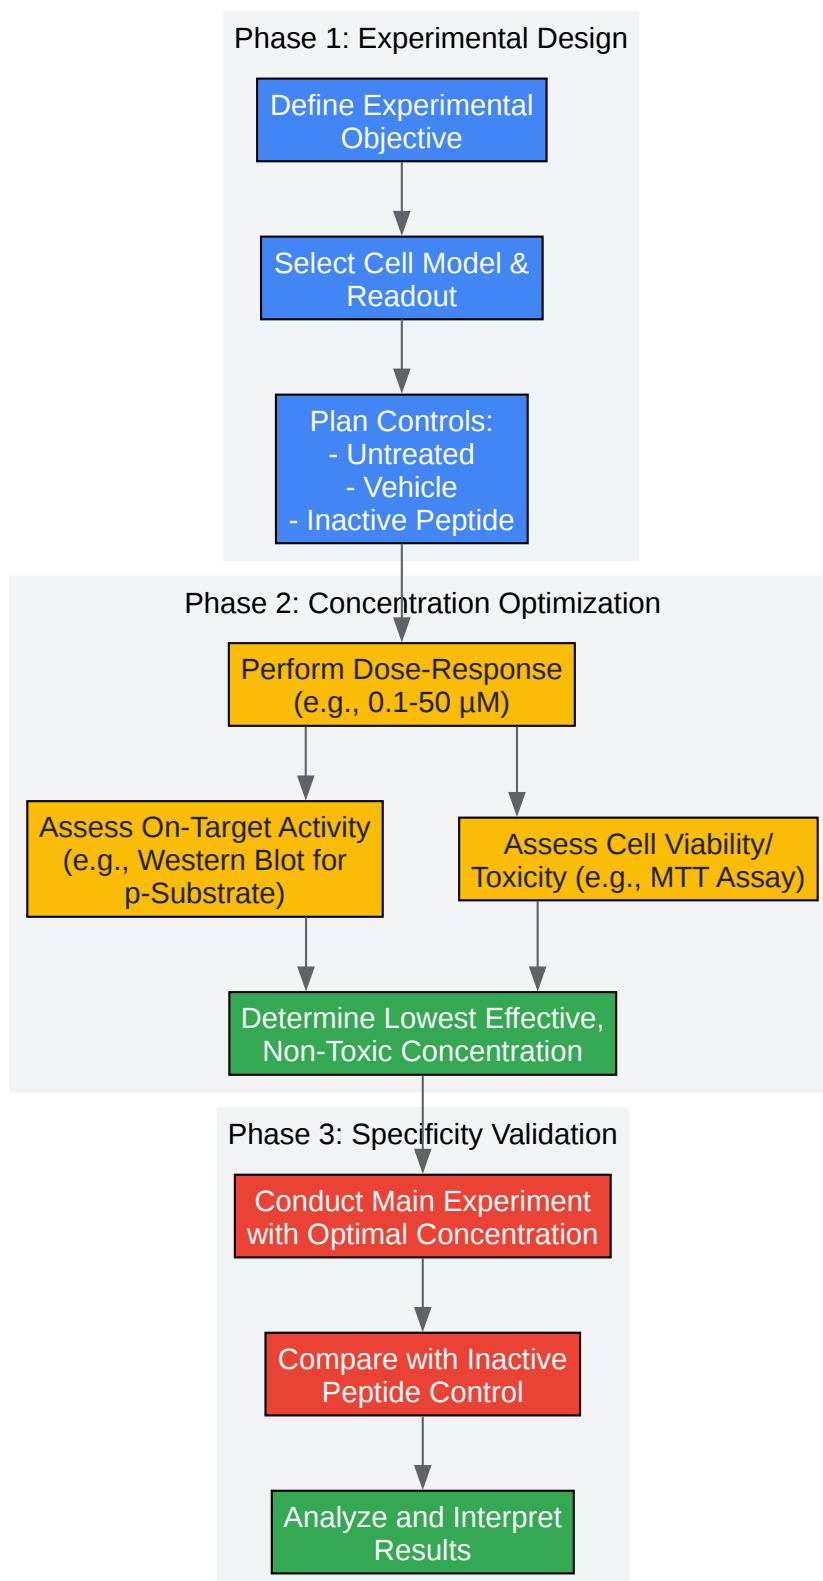 Phase 1: Experimental Design
Define Experimental
Objective
Select Cell Model &
Readout
Plan Controls:
- Untreated
- Vehicle
- Inactive Peptide
Phase 2: Concentration Optimization
Perform Dose-Response
(e.g., 0.1-50 µM)
Assess On-Target Activity
(e.g., Western Blot for
p-Substrate)
Assess Cell Viability/
Toxicity (e.g., MTT Assay)
Determine Lowest Effective,
Non-Toxic Concentration
Phase 3: Specificity Validation
Conduct Main Experiment
with Optimal Concentration
Compare with Inactive
Peptide Control
Analyze and Interpret
Results